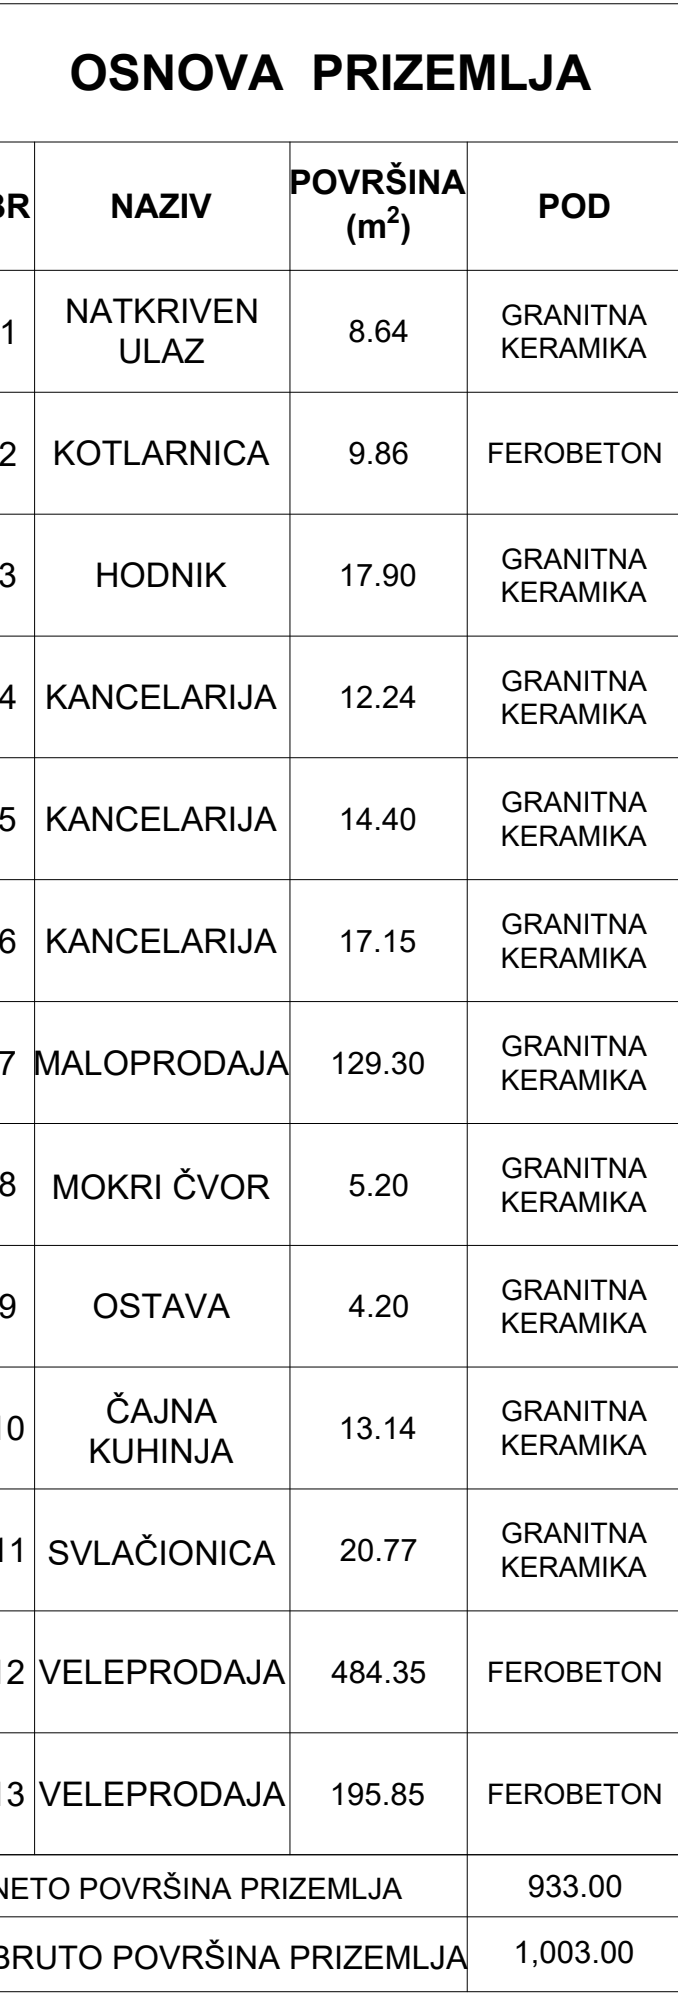 OSNOVA PRIZEMLJA
BR NAZIV POVRŠINA (m²) POD
1 NATKRIVEN ULAZ 8.64 GRANITNA KERAMIKA
2 KOTLARNICA 9.86 FEROBETON
3 HODNIK 17.90 GRANITNA KERAMIKA
4 KANCELARIJA 12.24 GRANITNA KERAMIKA
5 KANCELARIJA 14.40 GRANITNA KERAMIKA
6 KANCELARIJA 17.15 GRANITNA KERAMIKA
7 MALOPRODAJA 129.30 GRANITNA KERAMIKA
8 MOKRI ČVOR 5.20 GRANITNA KERAMIKA
9 OSTAVA 4.20 GRANITNA KERAMIKA
10 ČAJNA KUHINJA 13.14 GRANITNA KERAMIKA
11 SVLAČIONICA 20.77 GRANITNA KERAMIKA
12 VELEPRODAJA 484.35 FEROBETON
13 VELEPRODAJA 195.85 FEROBETON
NETO POVRŠINA PRIZEMLJA 933.00
BRUTO POVRŠINA PRIZEMLJA 1,003.00